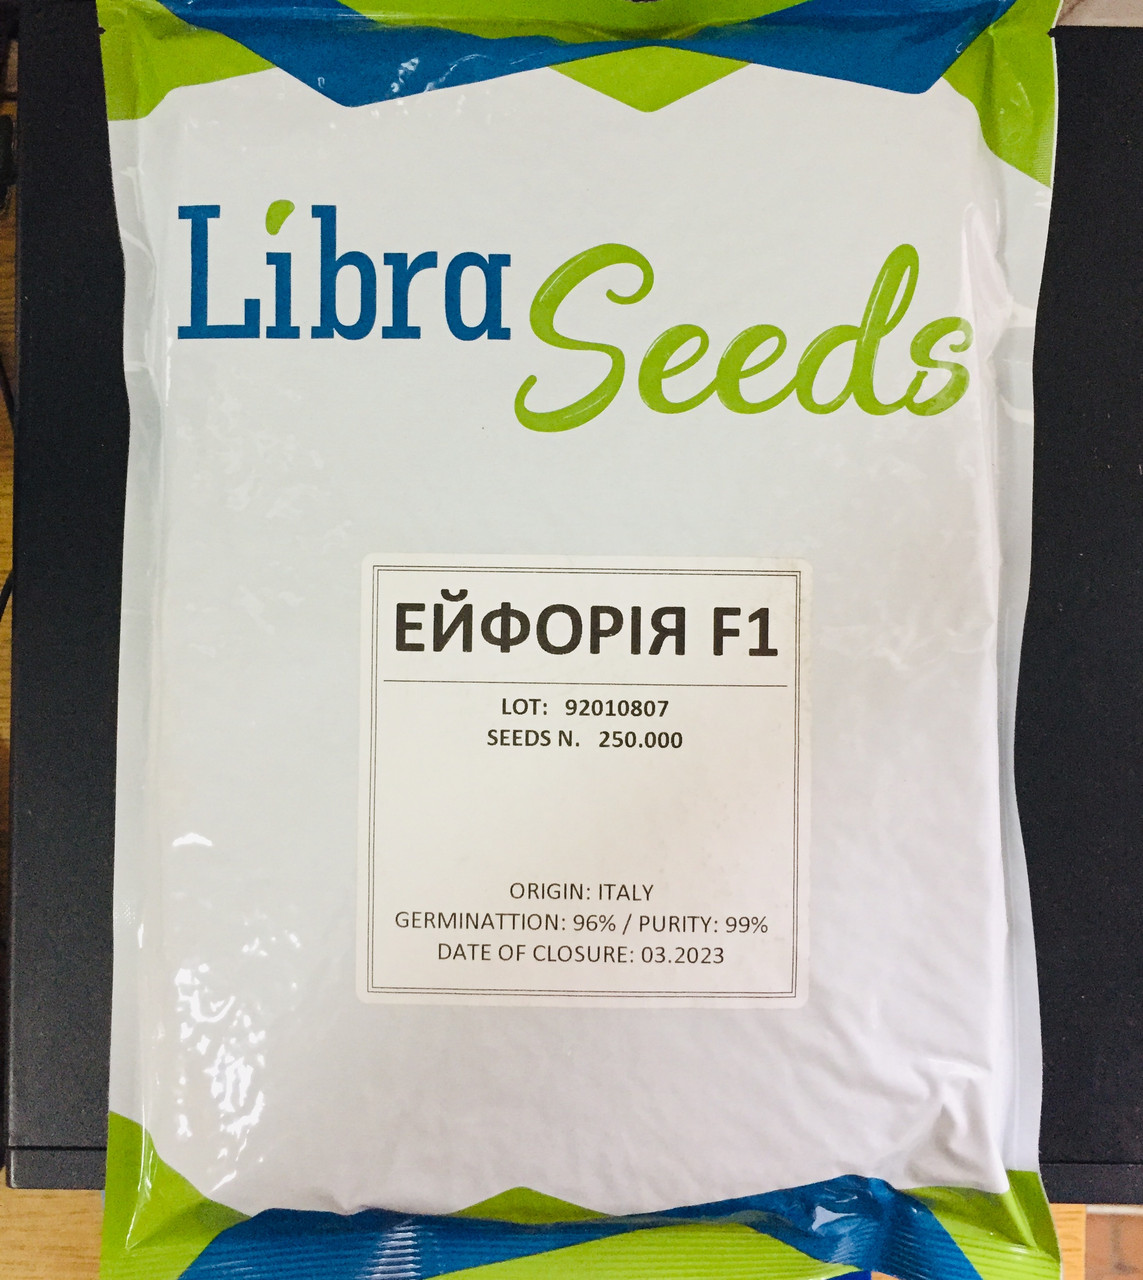 Libra Seeds
ЕЙФОРІЯ F1
LOT: 92010807
SEEDS N. 250.000
ORIGIN: ITALY
GERMINATTION: 96% / PURITY: 99%
DATE OF CLOSURE: 03.2023